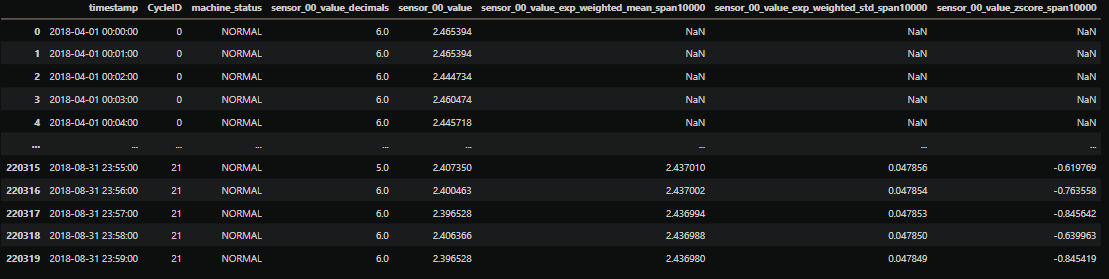 timestamp CycleID machine_status sensor_00_value_decimals sensor_00_value sensor_00_value_exp_weighted_mean_span10000 sensor_00_value_exp_weighted_std_span10000 sensor_00_value_zscore_span10000
0 2018-04-01 00:00:00 0 NORMAL 6.0 2.465394 NaN NaN NaN
1 2018-04-01 00:01:00 0 NORMAL 6.0 2.465394 NaN NaN NaN
2 2018-04-01 00:02:00 0 NORMAL 6.0 2.444734 NaN NaN NaN
3 2018-04-01 00:03:00 0 NORMAL 6.0 2.460474 NaN NaN NaN
4 2018-04-01 00:04:00 0 NORMAL 6.0 2.445718 NaN NaN NaN
... ... ... ... ... ... ... ... ...
220315 2018-08-31 23:55:00 21 NORMAL 5.0 2.407350 2.437010 0.047856 -0.619769
220316 2018-08-31 23:56:00 21 NORMAL 6.0 2.400463 2.437002 0.047854 -0.763558
220317 2018-08-31 23:57:00 21 NORMAL 6.0 2.396528 2.436994 0.047853 -0.845642
220318 2018-08-31 23:58:00 21 NORMAL 6.0 2.406366 2.436988 0.047850 -0.639963
220319 2018-08-31 23:59:00 21 NORMAL 6.0 2.396528 2.436980 0.047849 -0.845419